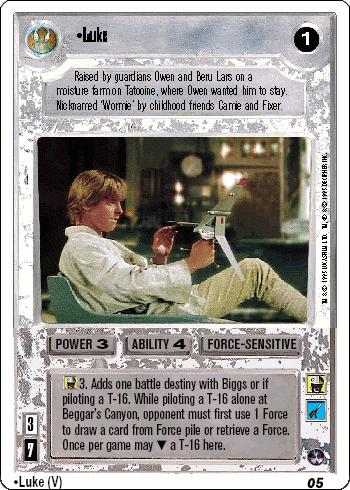 •Luke
1
Raised by guardians Owen and Beru Lars on a
moisture farm on Tatooine, where Owen wanted him to stay.
Nicknamed 'Wormie' by childhood friends Camie and Fixer.
POWER 3
ABILITY 4
FORCE-SENSITIVE
3. Adds one battle destiny with Biggs or if
piloting a T-16. While piloting a T-16 alone at
Beggar's Canyon, opponent must first use 1 Force
to draw a card from Force pile or retrieve a Force.
Once per game may ▼ a T-16 here.
3
7
•Luke (V)
05